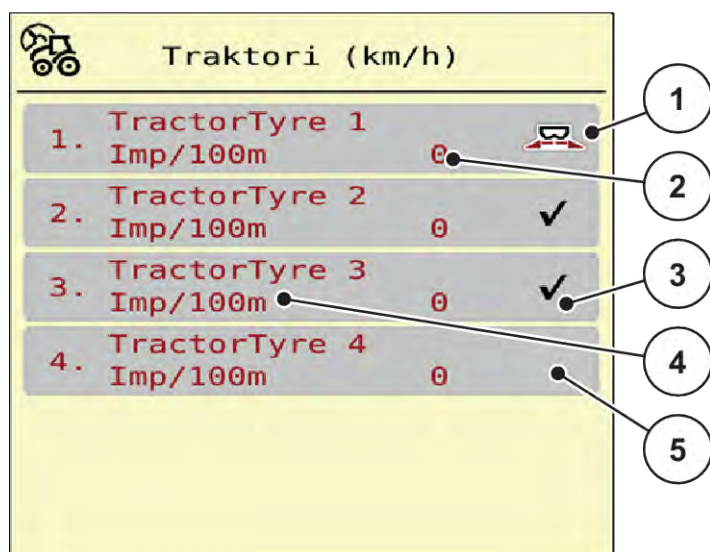 Traktori (km/h)
1. TractorTyre 1
Imp/100m 0
2. TractorTyre 2
Imp/100m 0
3. TractorTyre 3
Imp/100m 0
4. TractorTyre 4
Imp/100m 0
1
2
3
4
5